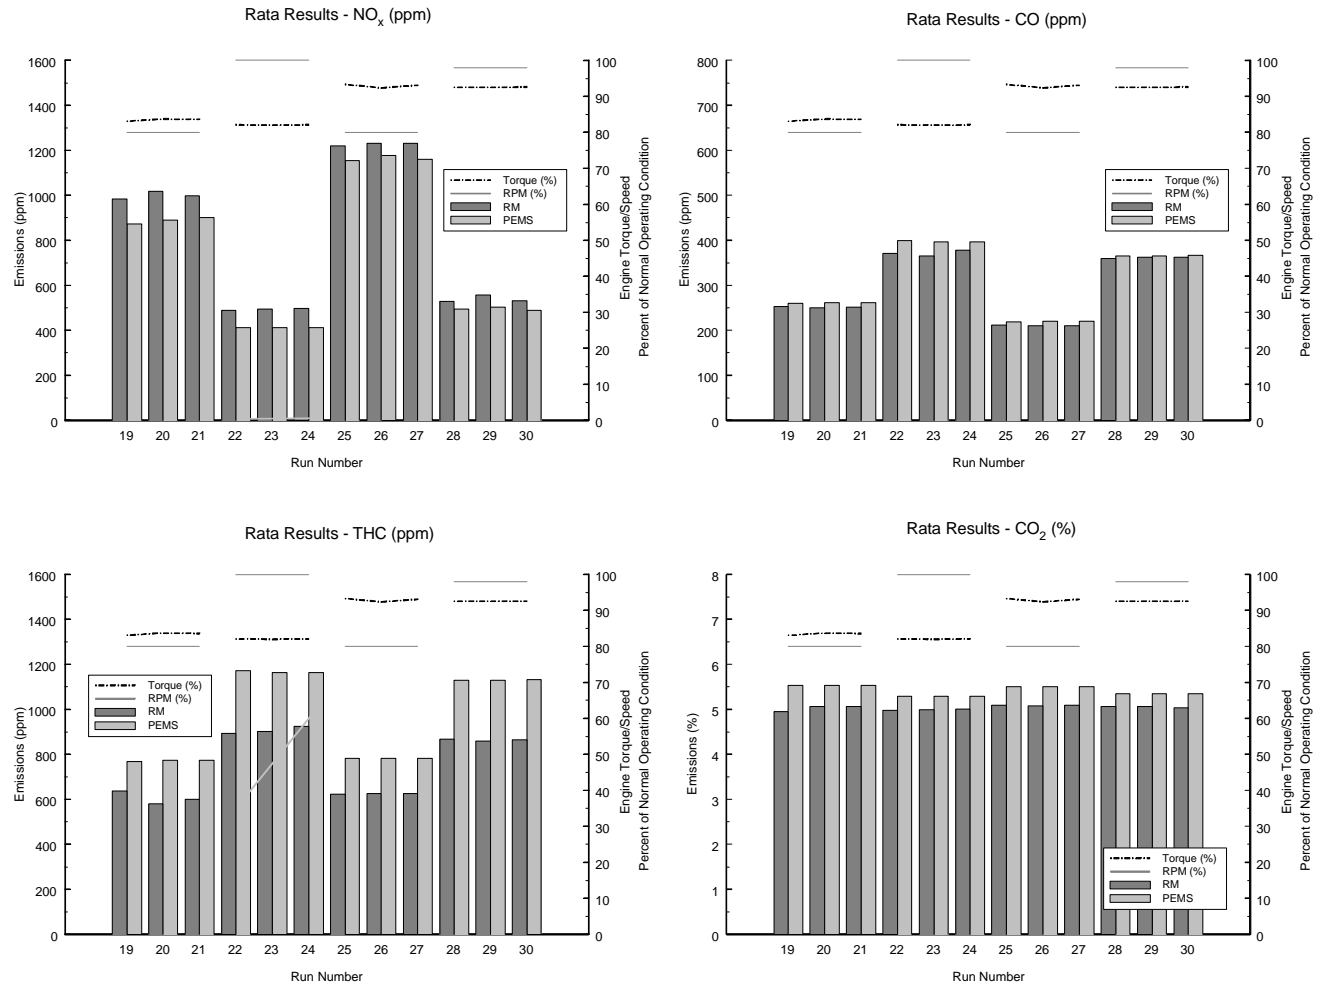 Rata Results - NOx (ppm)
1600
1400
1200
1000
800
600
400
200
0
Emissions (ppm)
100
90
80
70
60
50
40
30
20
10
0
Engine Torque/Speed
Percent of Normal Operating Condition
Torque (%)
RPM (%)
RM
PEMS
19 20 21 22 23 24 25 26 27 28 29 30
Run Number
Rata Results - CO (ppm)
800
700
600
500
400
300
200
100
0
Emissions (ppm)
100
90
80
70
60
50
40
30
20
10
0
Engine Torque/Speed
Percent of Normal Operating Condition
Torque (%)
RPM (%)
RM
PEMS
19 20 21 22 23 24 25 26 27 28 29 30
Run Number
Rata Results - THC (ppm)
1600
1400
1200
1000
800
600
400
200
0
Emissions (ppm)
100
90
80
70
60
50
40
30
20
10
0
Engine Torque/Speed
Percent of Normal Operating Condition
Torque (%)
RPM (%)
RM
PEMS
19 20 21 22 23 24 25 26 27 28 29 30
Run Number
Rata Results - CO2 (%)
8
7
6
5
4
3
2
1
0
Emissions (%)
100
90
80
70
60
50
40
30
20
10
0
Engine Torque/Speed
Percent of Normal Operating Condition
Torque (%)
RPM (%)
RM
PEMS
19 20 21 22 23 24 25 26 27 28 29 30
Run Number